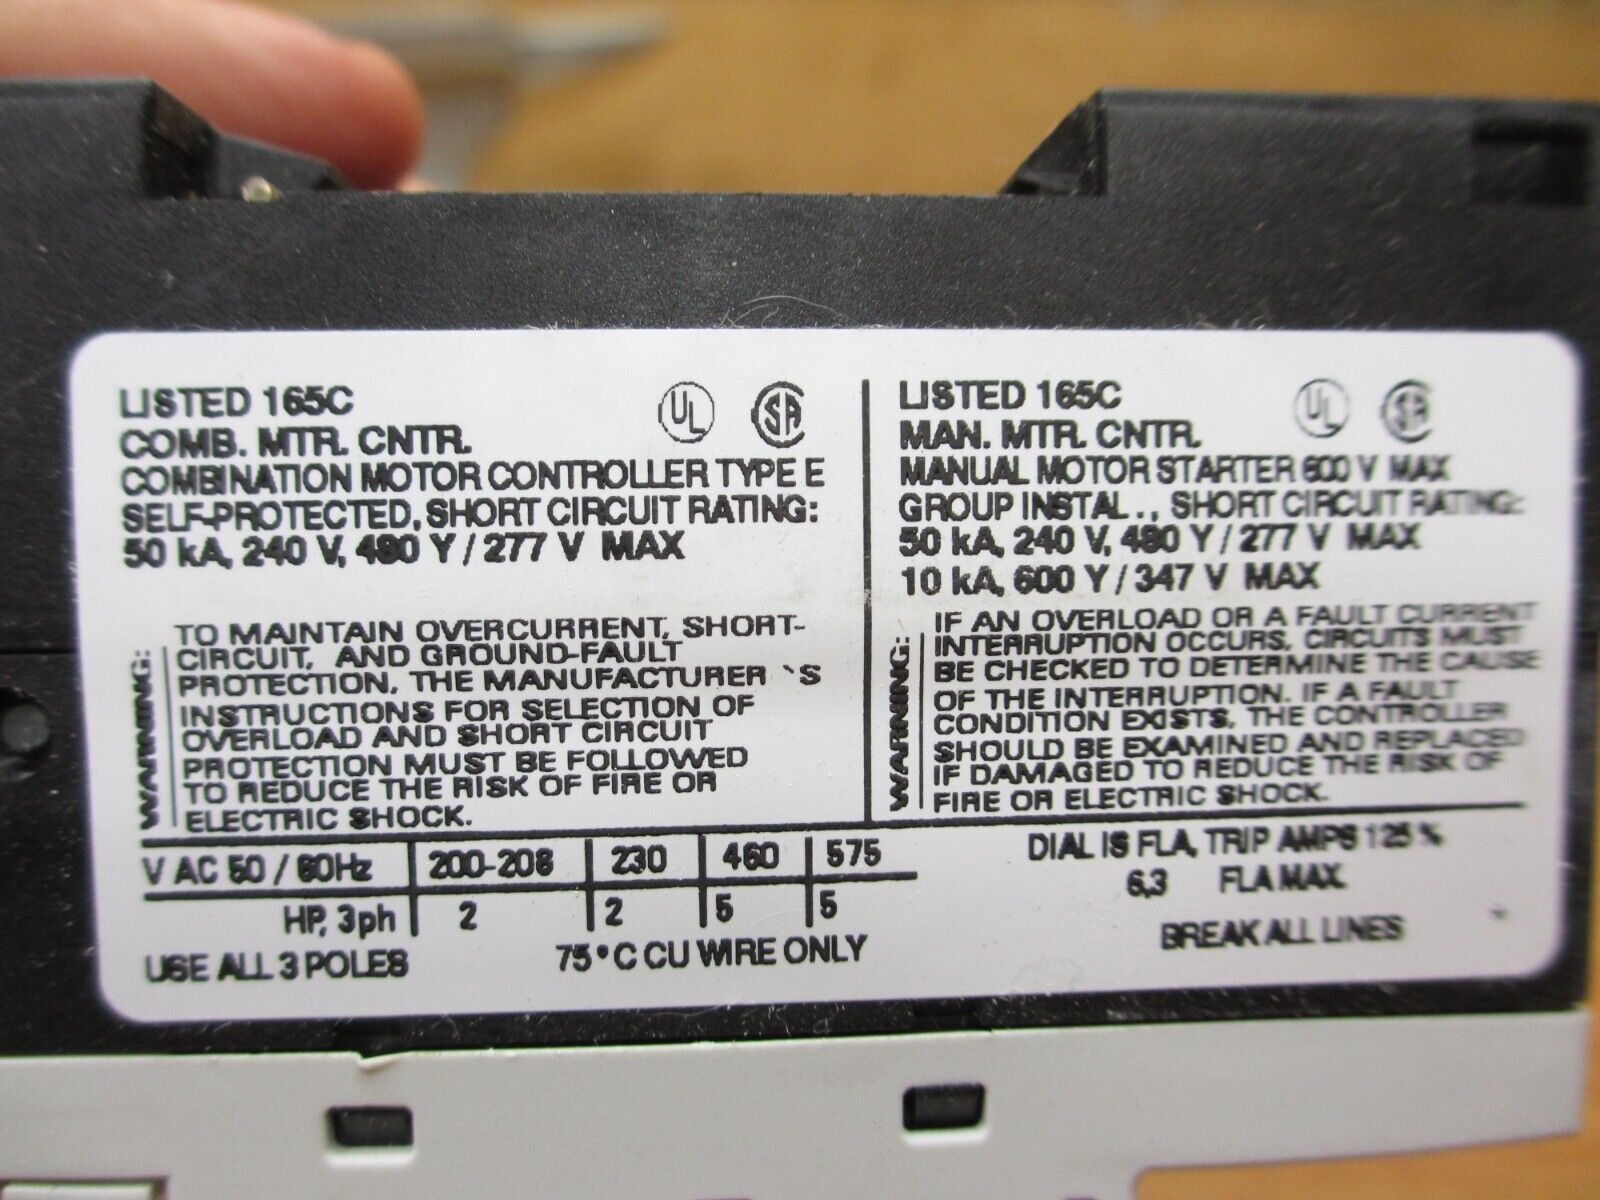 LISTED 165C UL SA
COMB. MTR. CNTR.
COMBINATION MOTOR CONTROLLER TYPE E
SELF-PROTECTED, SHORT CIRCUIT RATING:
50 kA, 240 V, 480 Y / 277 V MAX
WARNING:
TO MAINTAIN OVERCURRENT, SHORT-
CIRCUIT, AND GROUND-FAULT
PROTECTION, THE MANUFACTURER `S
INSTRUCTIONS FOR SELECTION OF
OVERLOAD AND SHORT CIRCUIT
PROTECTION MUST BE FOLLOWED
TO REDUCE THE RISK OF FIRE OR
ELECTRIC SHOCK.
LISTED 165C UL SA
MAN. MTR. CNTR.
MANUAL MOTOR STARTER 600 V MAX
GROUP INSTAL., SHORT CIRCUIT RATING:
50 kA, 240 V, 480 Y / 277 V MAX
10 kA, 600 Y / 347 V MAX
WARNING:
IF AN OVERLOAD OR A FAULT CURRENT
INTERRUPTION OCCURS, CIRCUITS MUST
BE CHECKED TO DETERMINE THE CAUSE
OF THE INTERRUPTION. IF A FAULT
CONDITION EXISTS, THE CONTROLLER
SHOULD BE EXAMINED AND REPLACED
IF DAMAGED TO REDUCE THE RISK OF
FIRE OR ELECTRIC SHOCK.
V AC 50 / 60Hz 200-208 230 460 575
HP, 3ph 2 2 5 5
USE ALL 3 POLES 75°C CU WIRE ONLY
DIAL IS FLA, TRIP AMPS 125 %
6,3 FLA MAX.
BREAK ALL LINES